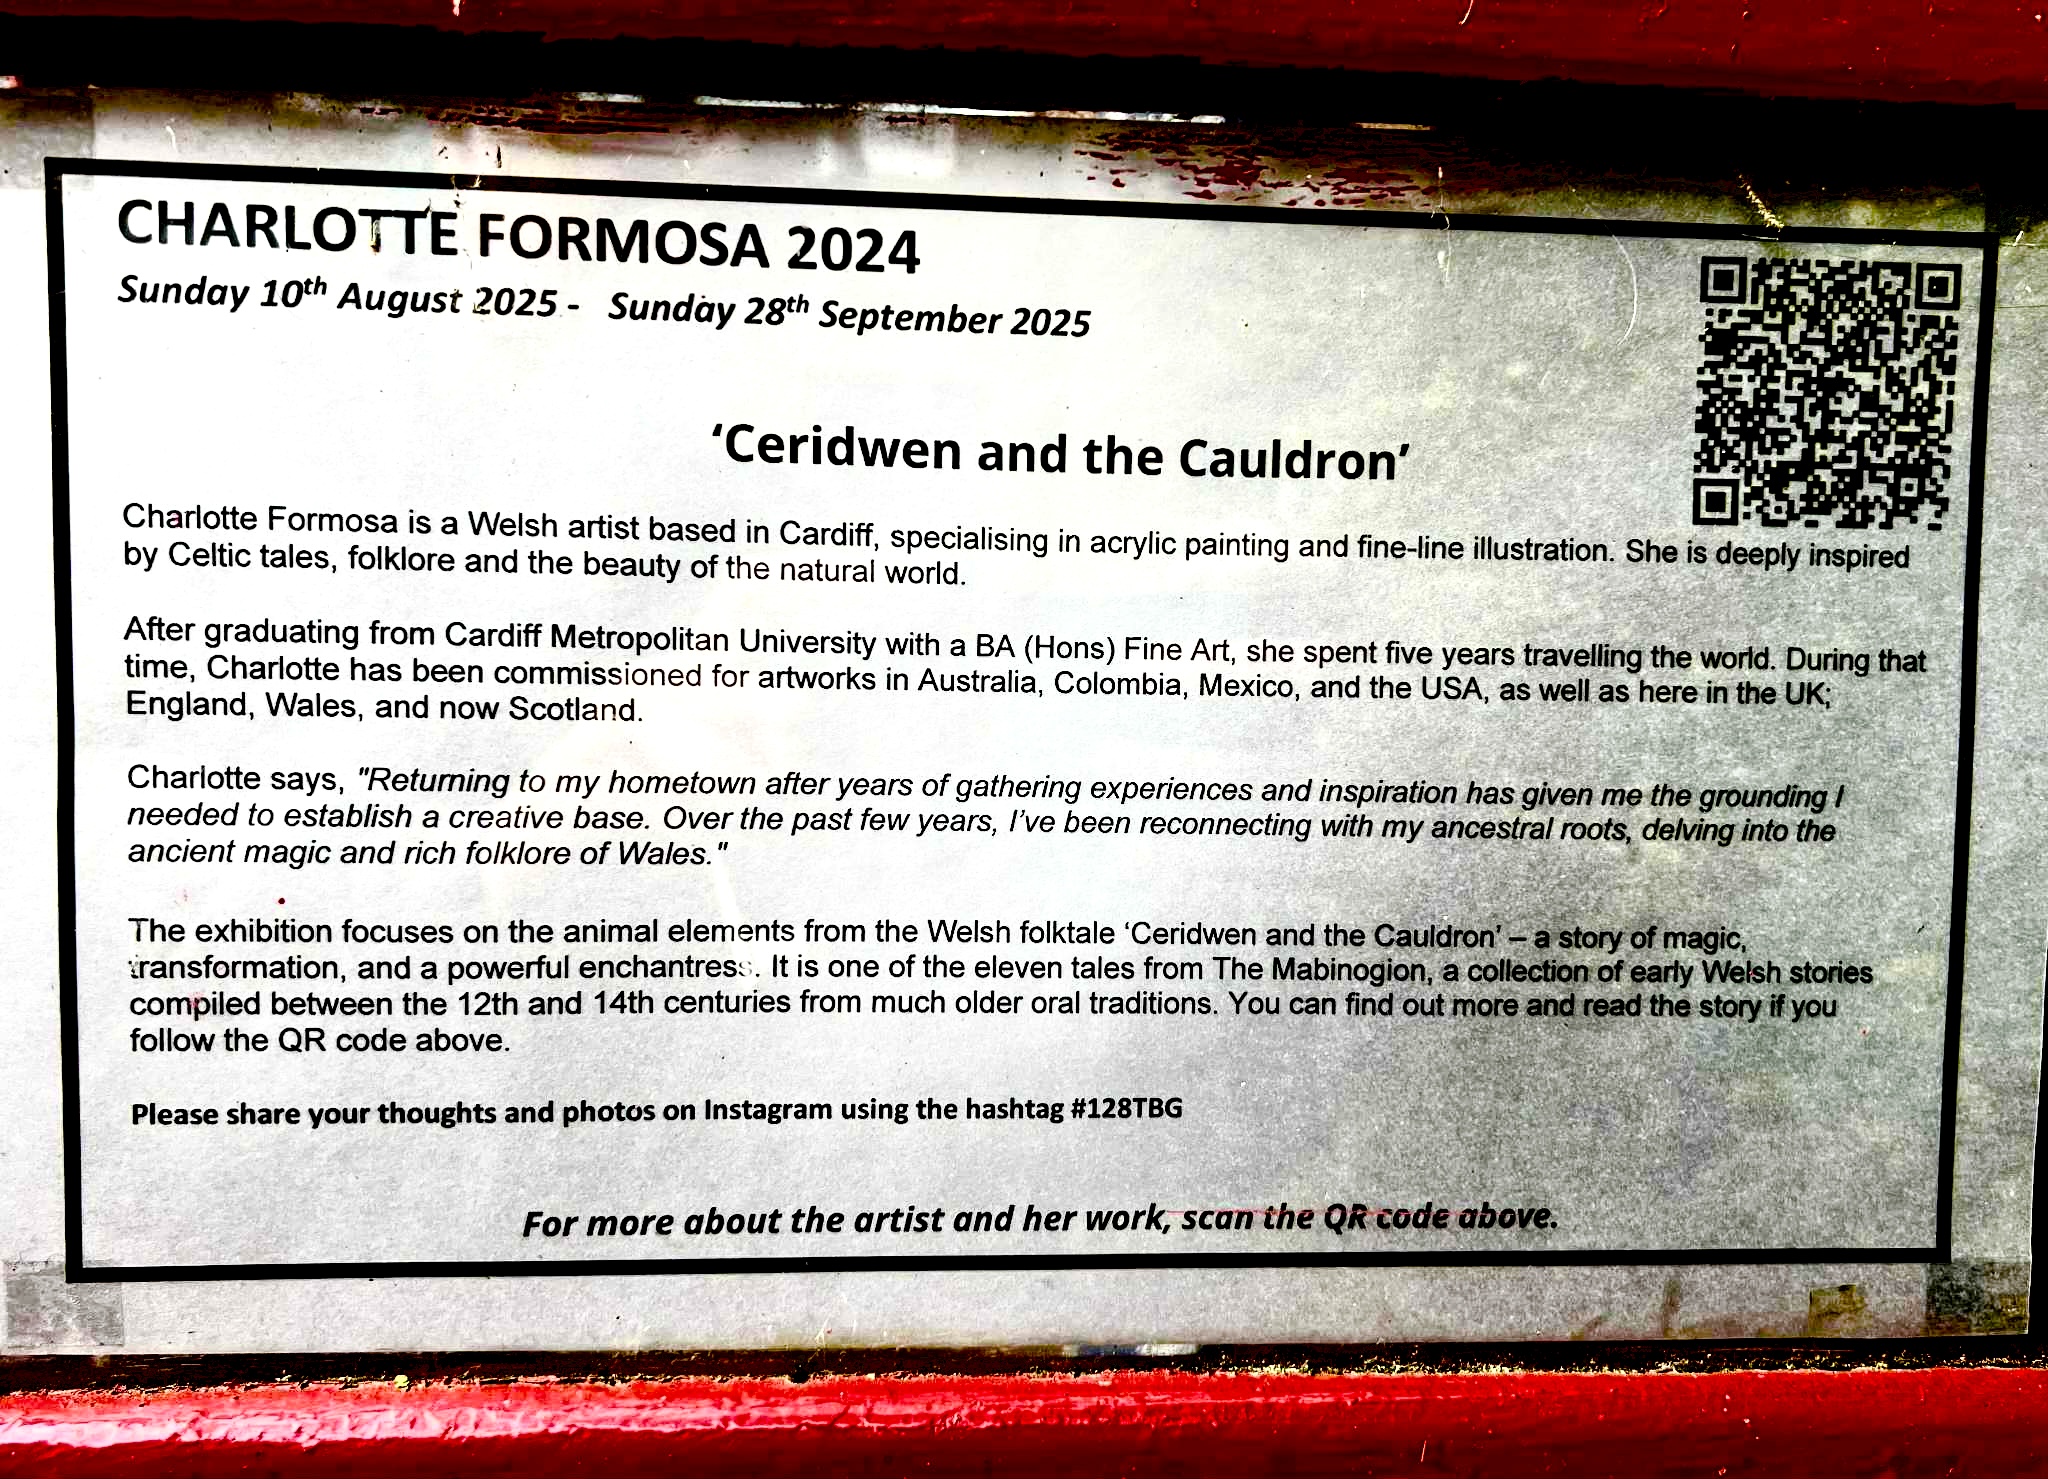 CHARLOTTE FORMOSA 2024
Sunday 10th August 2025 - Sunday 28th September 2025
‘Ceridwen and the Cauldron’
Charlotte Formosa is a Welsh artist based in Cardiff, specialising in acrylic painting and fine-line illustration. She is deeply inspired
by Celtic tales, folklore and the beauty of the natural world.
After graduating from Cardiff Metropolitan University with a BA (Hons) Fine Art, she spent five years travelling the world. During that
time, Charlotte has been commissioned for artworks in Australia, Colombia, Mexico, and the USA, as well as here in the UK;
England, Wales, and now Scotland.
Charlotte says, "Returning to my hometown after years of gathering experiences and inspiration has given me the grounding I
needed to establish a creative base. Over the past few years, I’ve been reconnecting with my ancestral roots, delving into the
ancient magic and rich folklore of Wales."
The exhibition focuses on the animal elements from the Welsh folktale ‘Ceridwen and the Cauldron’ – a story of magic,
transformation, and a powerful enchantress. It is one of the eleven tales from The Mabinogion, a collection of early Welsh stories
compiled between the 12th and 14th centuries from much older oral traditions. You can find out more and read the story if you
follow the QR code above.
Please share your thoughts and photos on Instagram using the hashtag #128TBG
For more about the artist and her work, scan the QR code above.